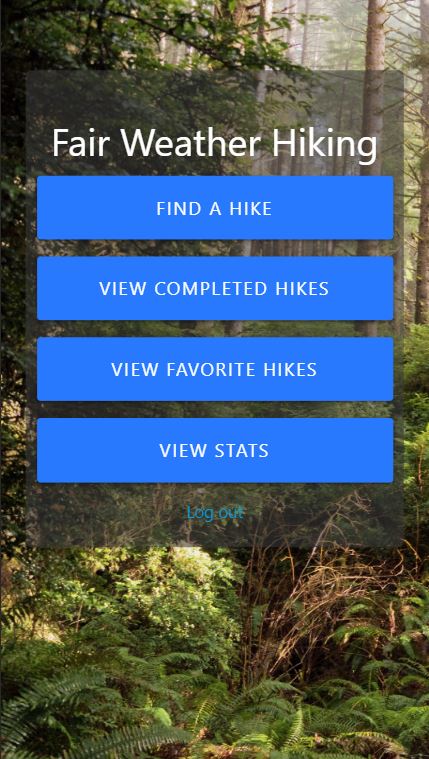 Fair Weather Hiking
FIND A HIKE
VIEW COMPLETED HIKES
VIEW FAVORITE HIKES
VIEW STATS
Log out